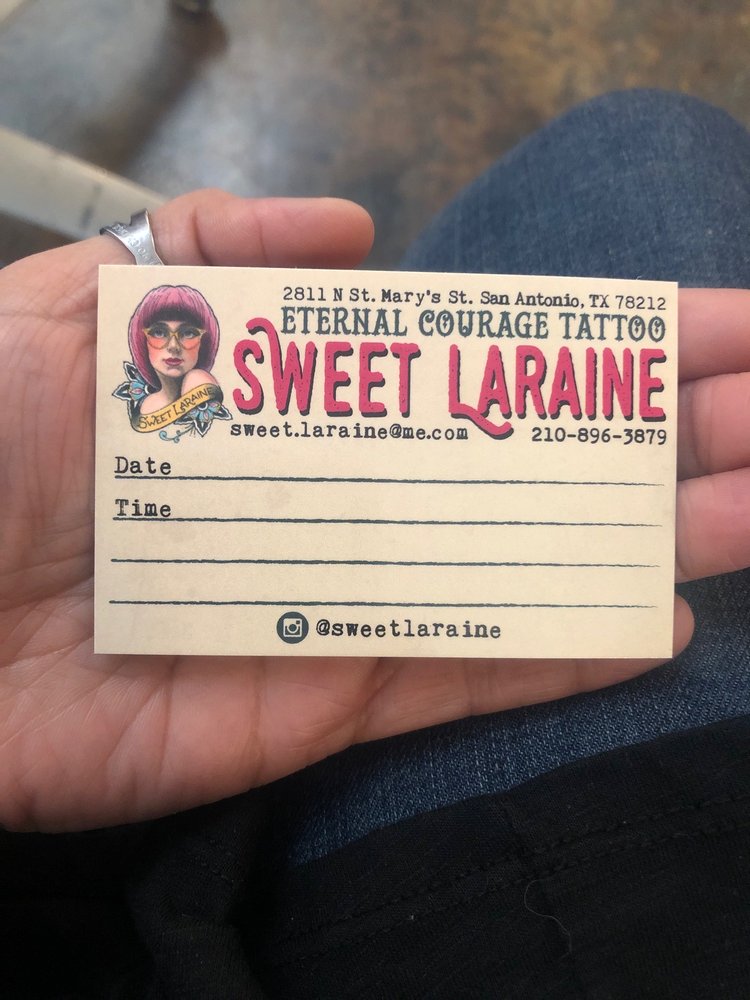 2811 N St. Mary's St. San Antonio, TX 78212
ETERNAL COURAGE TATTOO
SWEET LARAINE
SWEET LARAINE
sweet.laraine@me.com 210-896-3879
Date
Time
@sweetlaraine